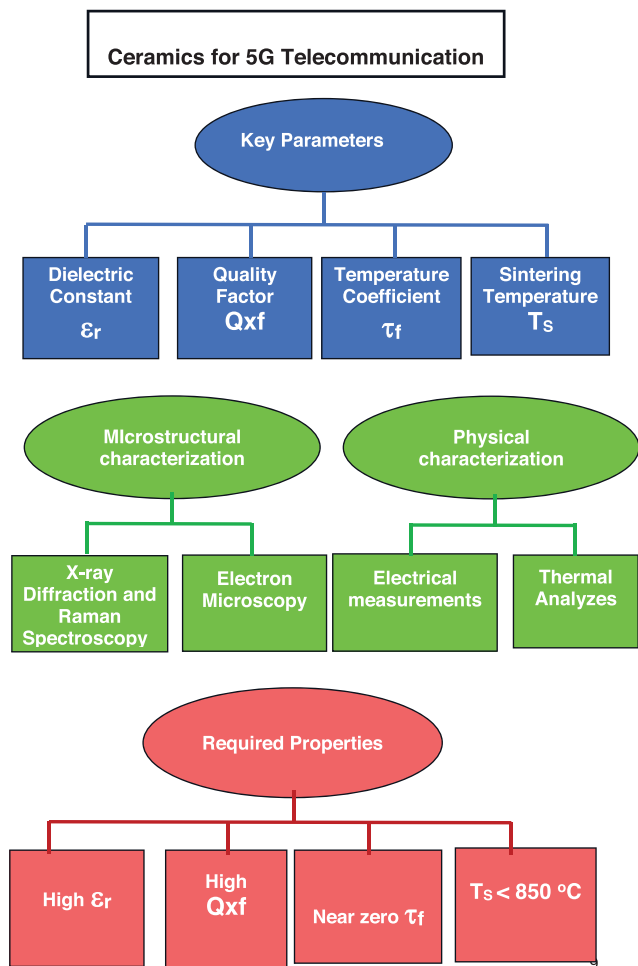 Ceramics for 5G Telecommunication
Key Parameters
Dielectric
Constant
εr
Quality
Factor
Qxf
Temperature
Coefficient
τf
Sintering
Temperature
Ts
MIcrostructural
characterization
Physical
characterization
X-ray
Diffraction and
Raman
Spectroscopy
Electron
Microscopy
Electrical
measurements
Thermal
Analyzes
Required Properties
High εr
High
Qxf
Near zero τf
Ts < 850 ºC